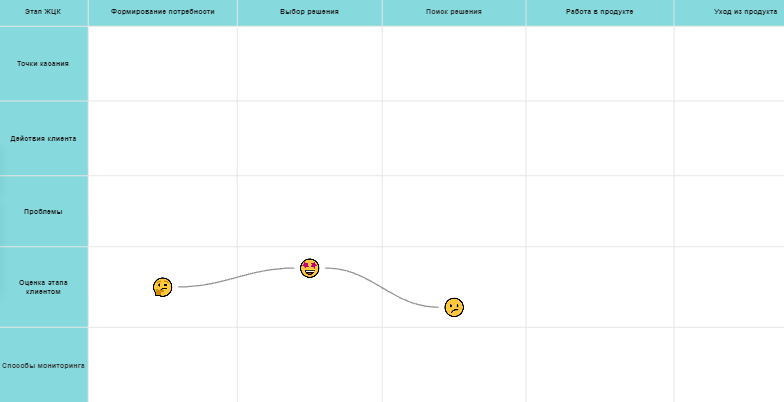 Этап ЖЦК
Формирование потребности
Выбор решения
Поиск решения
Работа в продукте
Уход из продукта
Точки касания
Действия клиента
Проблемы
Оценка этапа
клиентом
Способы мониторинга